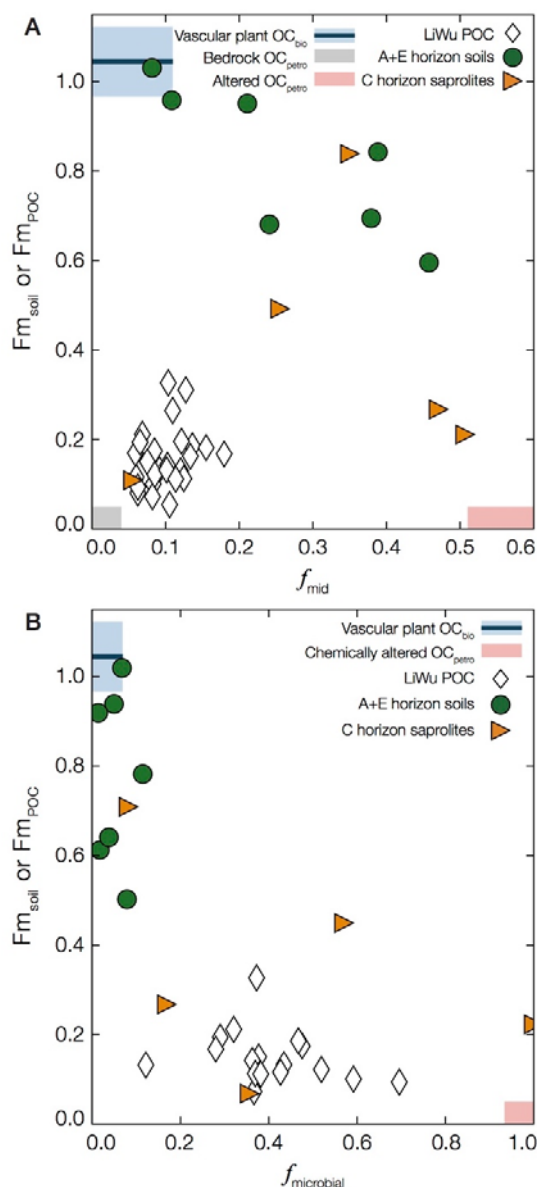 A
Vascular plant OCbio
Bedrock OCpetro
Altered OCpetro
LiWu POC
A+E horizon soils
C horizon saprolites
Fmsoil or FmPOC
1.0
0.8
0.6
0.4
0.2
0.0
0.0 0.1 0.2 0.3 0.4 0.5 0.6
fmid
B
Vascular plant OCbio
Chemically altered OCpetro
LiWu POC
A+E horizon soils
C horizon saprolites
Fmsoil or FmPOC
1.0
0.8
0.6
0.4
0.2
0.0
0.0 0.2 0.4 0.6 0.8 1.0
fmicrobial